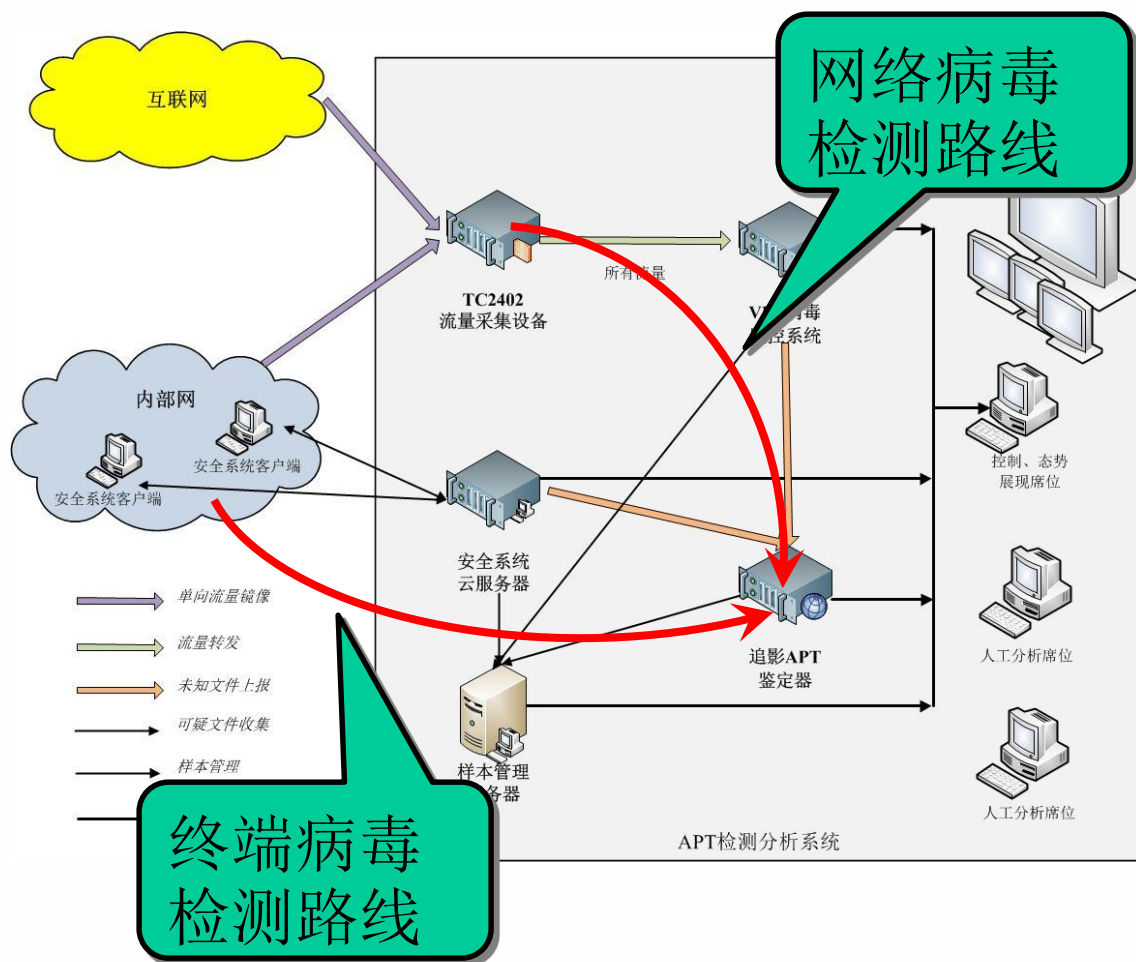 网络病毒
检测路线
互联网
所有流量
TC2402
流量采集设备
内部网
安全系统客户端
安全系统客户端
控制、态势
展现席位
安全系统
云服务器
单向流量镜像
流量转发
未知文件上报
可疑文件收集
样本管理
追影APT
鉴定器
人工分析席位
样本管理
人工分析席位
APT检测分析系统
终端病毒
检测路线